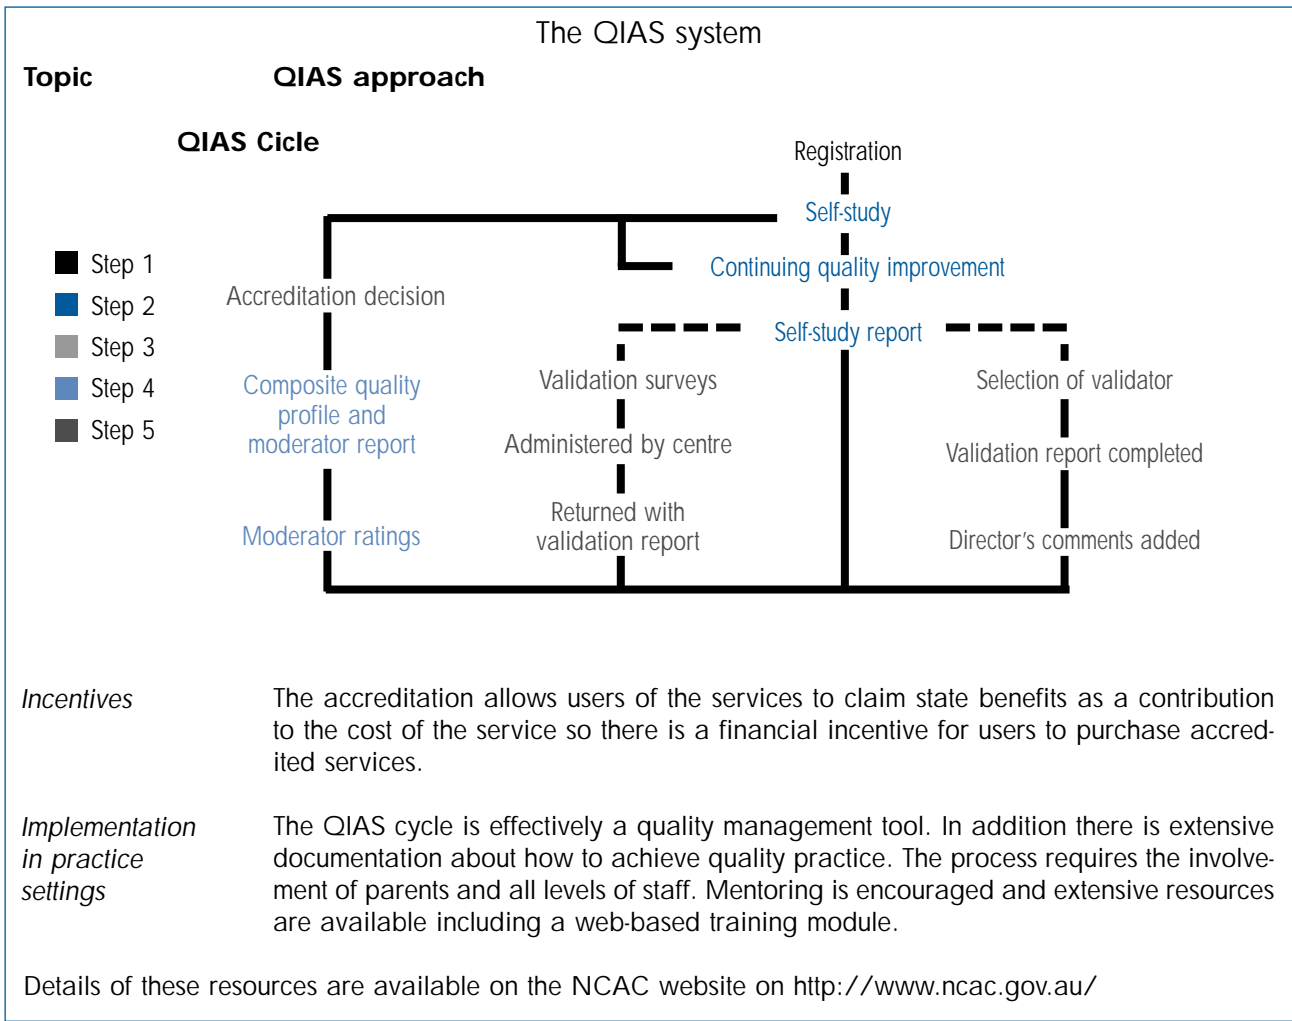 The QIAS system
Topic
QIAS approach
QIAS Cicle
Registration
Self-study
Continuing quality improvement
Self-study report
Step 1
Step 2
Step 3
Step 4
Step 5
Accreditation decision
Composite quality
profile and
moderator report
Moderator ratings
Validation surveys
Administered by centre
Returned with
validation report
Selection of validator
Validation report completed
Director's comments added
Incentives
The accreditation allows users of the services to claim state benefits as a contribution
to the cost of the service so there is a financial incentive for users to purchase accred-
ited services.
Implementation
in practice
settings
The QIAS cycle is effectively a quality management tool. In addition there is extensive
documentation about how to achieve quality practice. The process requires the involve-
ment of parents and all levels of staff. Mentoring is encouraged and extensive resources
are available including a web-based training module.
Details of these resources are available on the NCAC website on http://www.ncac.gov.au/